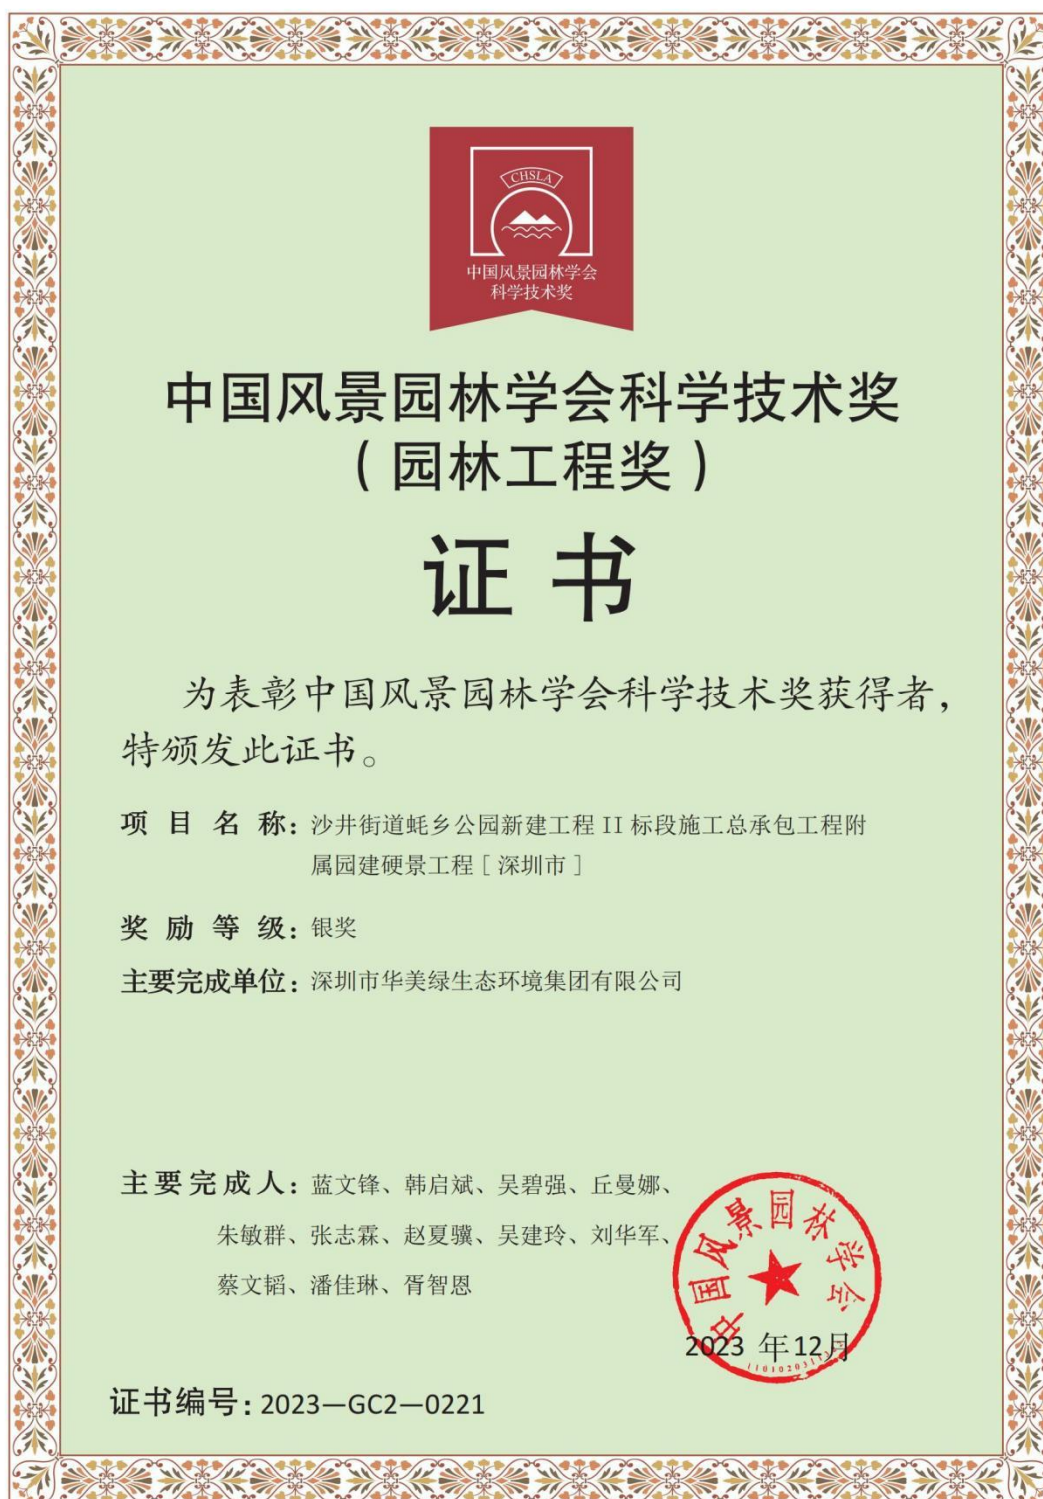 CHSLA
中国风景园林学会
科学技术奖
中国风景园林学会科学技术奖
（园林工程奖）
证书
为表彰中国风景园林学会科学技术奖获得者，
特颁发此证书。
项目名称：沙井街道蚝乡公园新建工程 II 标段施工总承包工程附
属园建硬景工程［深圳市］
奖励等级：银奖
主要完成单位：深圳市华美绿生态环境集团有限公司
主要完成人：蓝文锋、韩启斌、吴碧强、丘曼娜、
朱敏群、张志霖、赵夏骥、吴建玲、刘华军、
蔡文韬、潘佳琳、胥智恩
中国风景园林学会
2023 年12月
证书编号：2023—GC2—0221